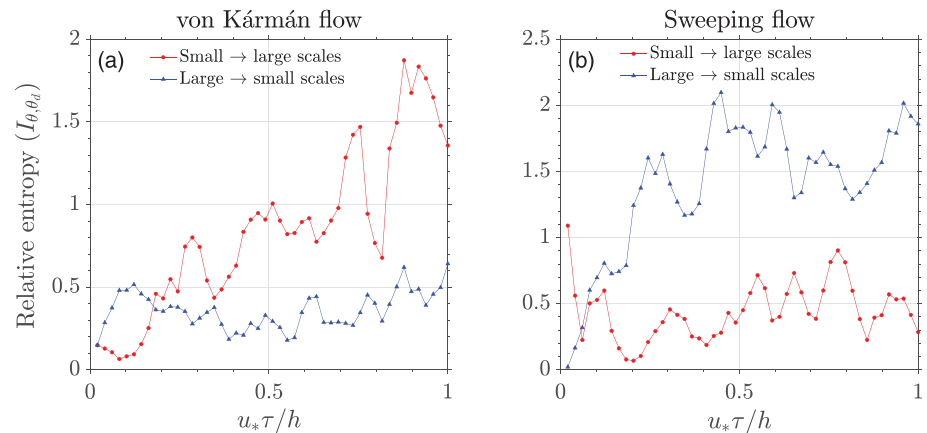 von Kármán flow
(a)
Small → large scales
Large → small scales
Relative entropy (I_{θ,θ_d})
2
1.5
1
0.5
0
0
0.5
1
u_*τ/h
Sweeping flow
(b)
Small → large scales
Large → small scales
2.5
2
1.5
1
0.5
0
0
0.5
1
u_*τ/h